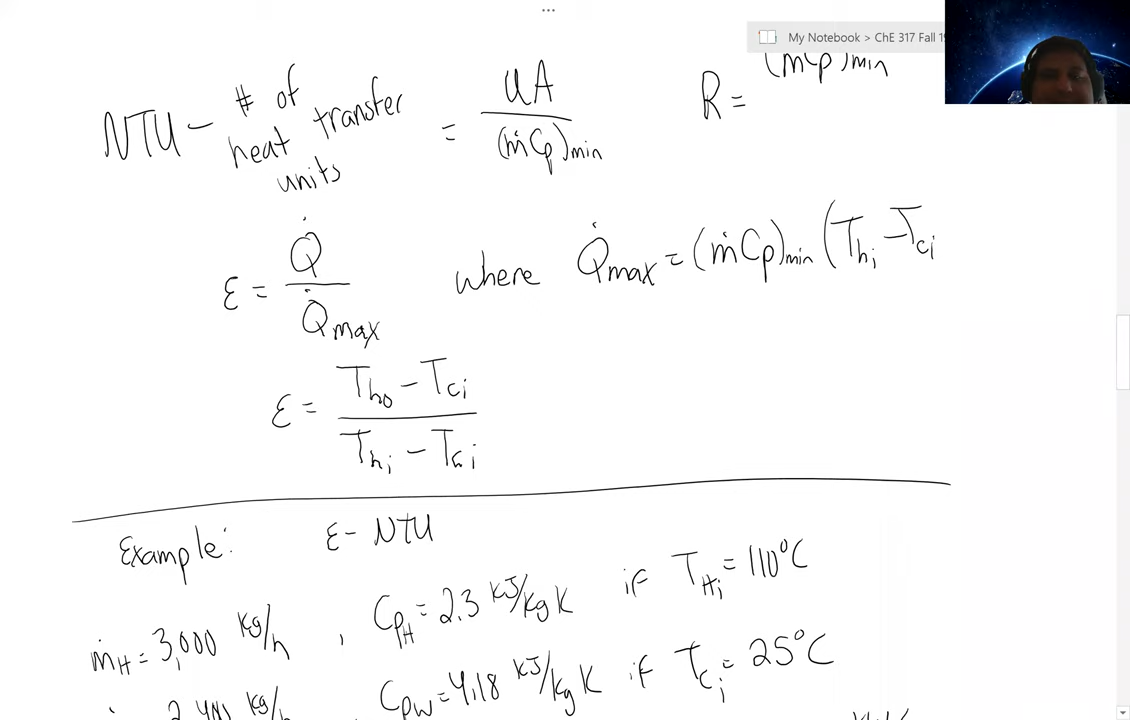 My Notebook > ChE 317 Fall 19
NTU - # of heat transfer units = UA / (ṁCp)min
R = (ṁCp)min
ε = Q̇ / Q̇max where Q̇max = (ṁCp)min (Thi - Tci
ε = Tho - Tci / Thi - Tci
Example: ε - NTU
ṁH = 3,000 kg/h , CpH = 2.3 kJ/kg K if THi = 110°C
kg/h CpW = 4.18 kJ/kg K if Tci = 25°C